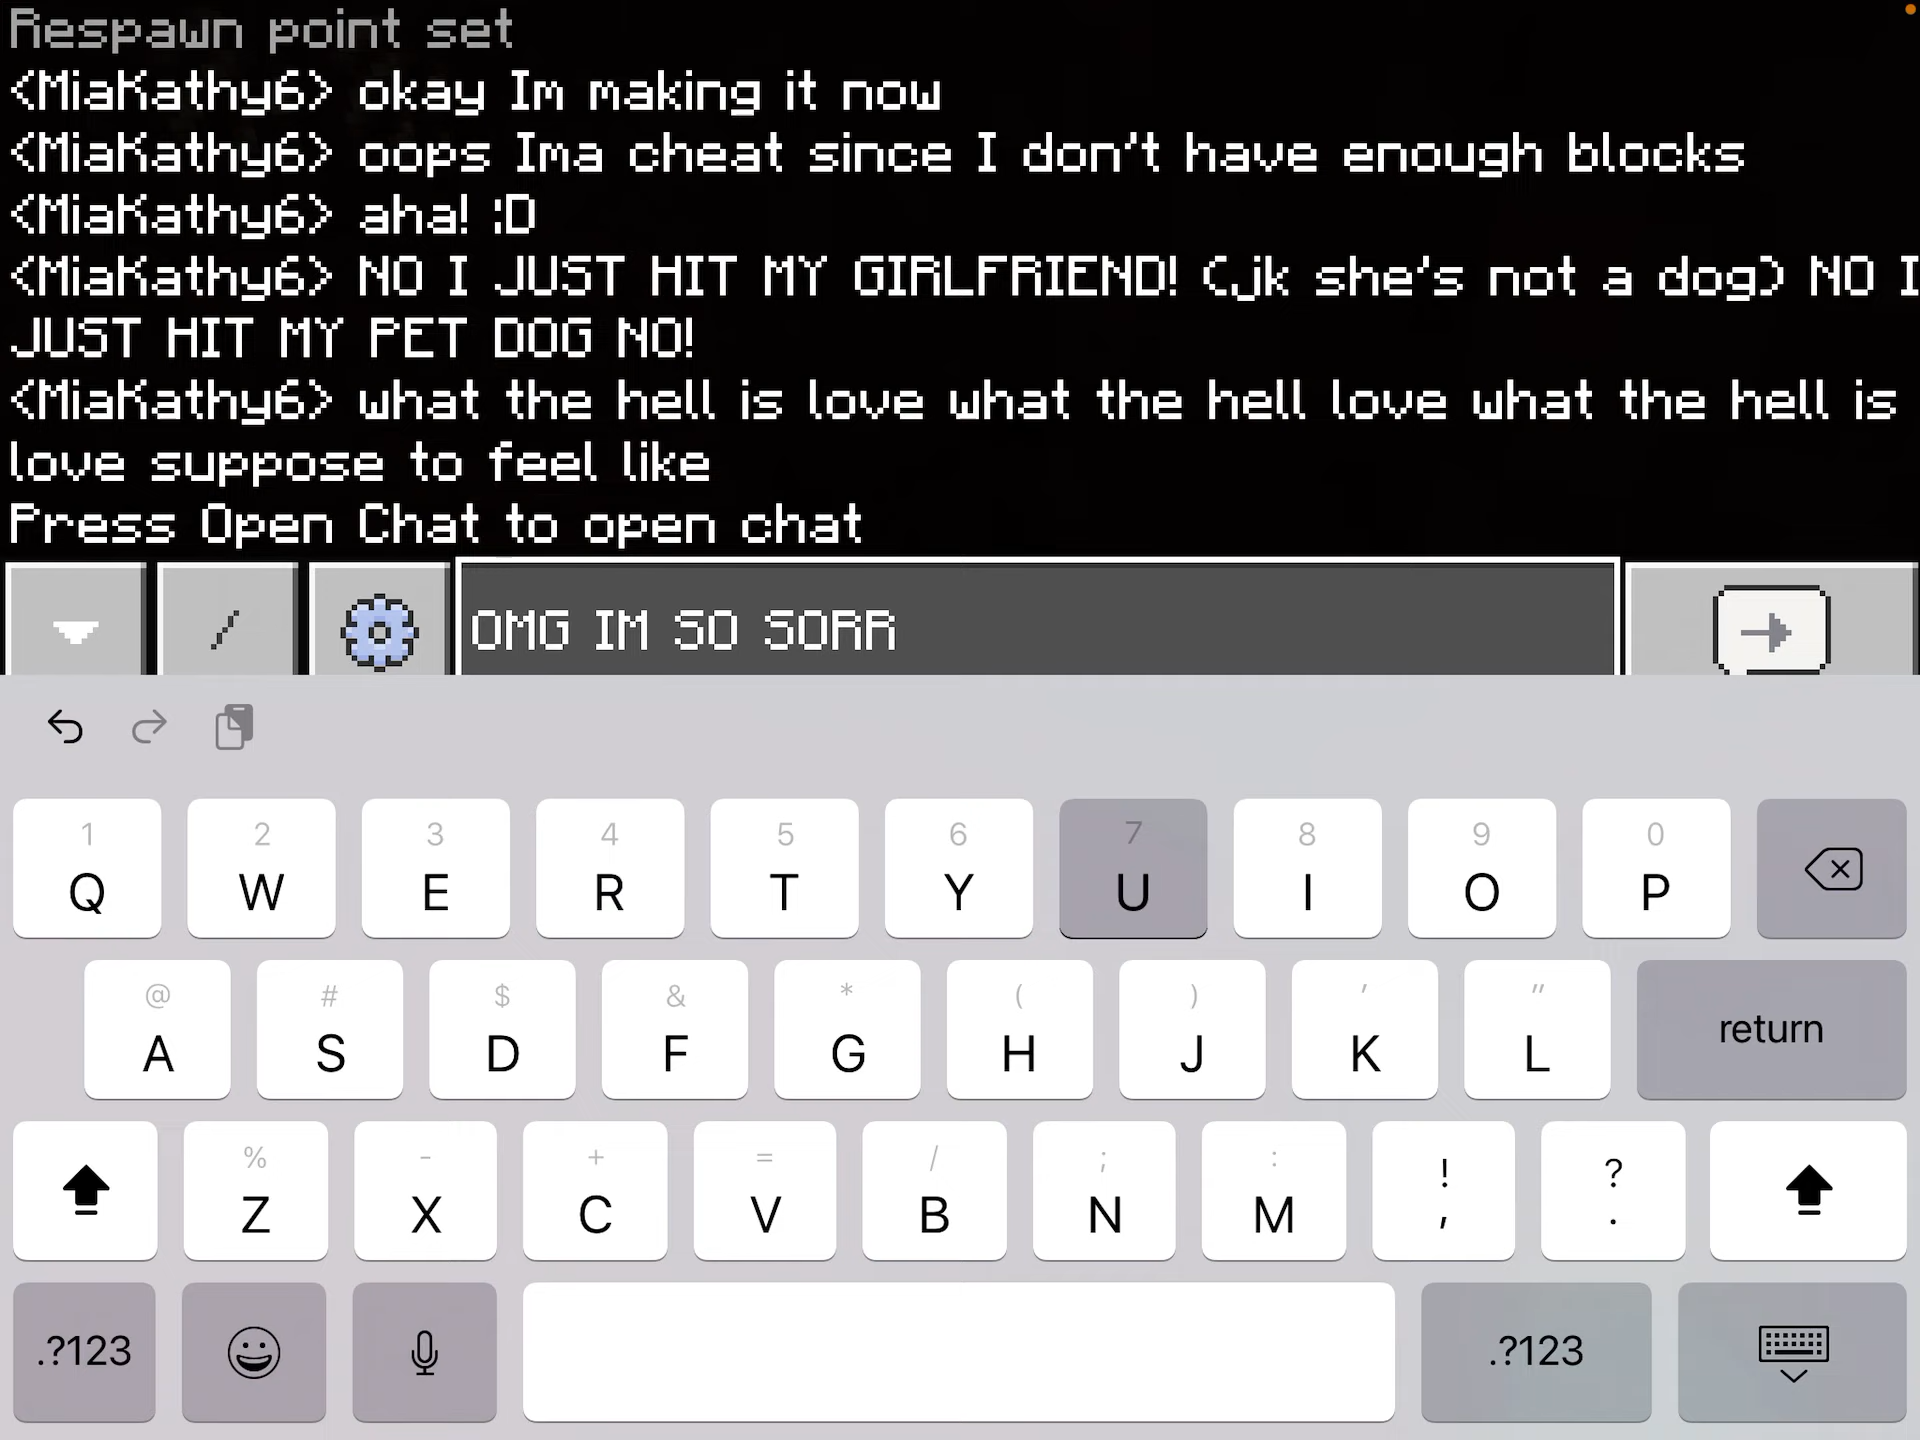 Respawn point set
<MiaKathy6> okay Im making it now
<MiaKathy6> oops Ima cheat since I don't have enough blocks
<MiaKathy6> aha! :D
<MiaKathy6> NO I JUST HIT MY GIRLFRIEND! (jk she's not a dog) NO I
JUST HIT MY PET DOG NO!
<MiaKathy6> what the hell is love what the hell love what the hell is
love suppose to feel like
Press Open Chat to open chat
/
OMG IM SO SORR
1 2 3 4 5 6 7 8 9 0
Q W E R T Y U I O P
@ # $ & * ( ) ' "
A S D F G H J K L return
% - + = / ; : ! ?
Z X C V B N M , .
.?123 .?123